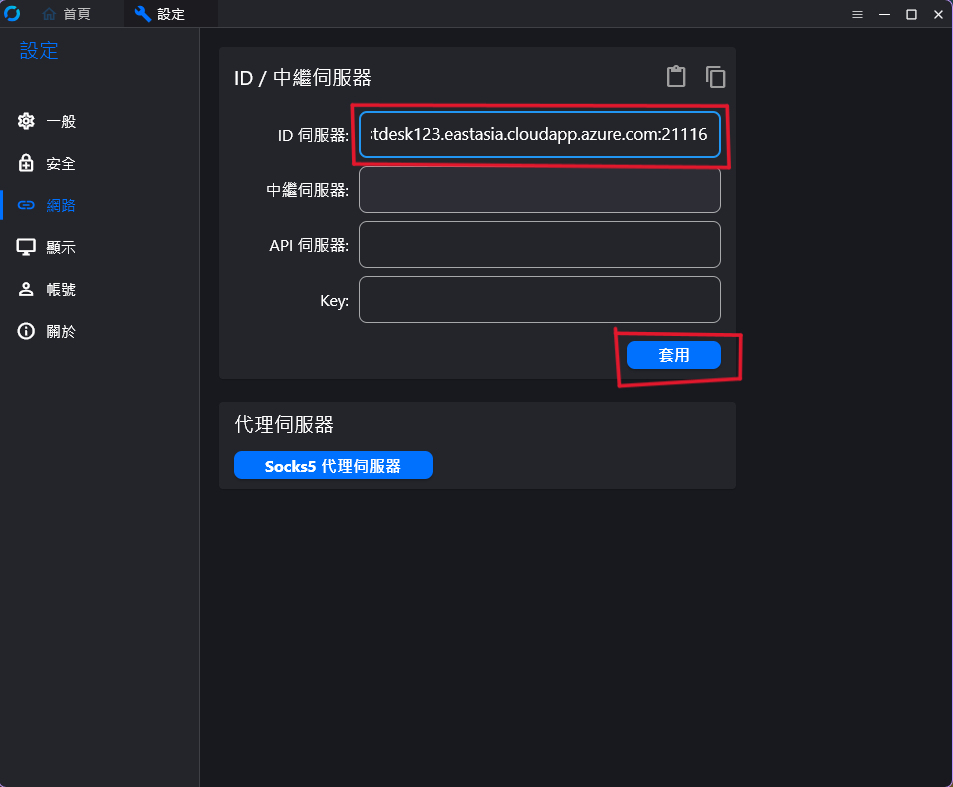 首頁
設定
設定
一般
安全
網路
顯示
帳號
關於
ID / 中繼伺服器
ID 伺服器: tdesk123.eastasia.cloudapp.azure.com:21116
中繼伺服器:
API 伺服器:
Key:
套用
代理伺服器
Socks5 代理伺服器